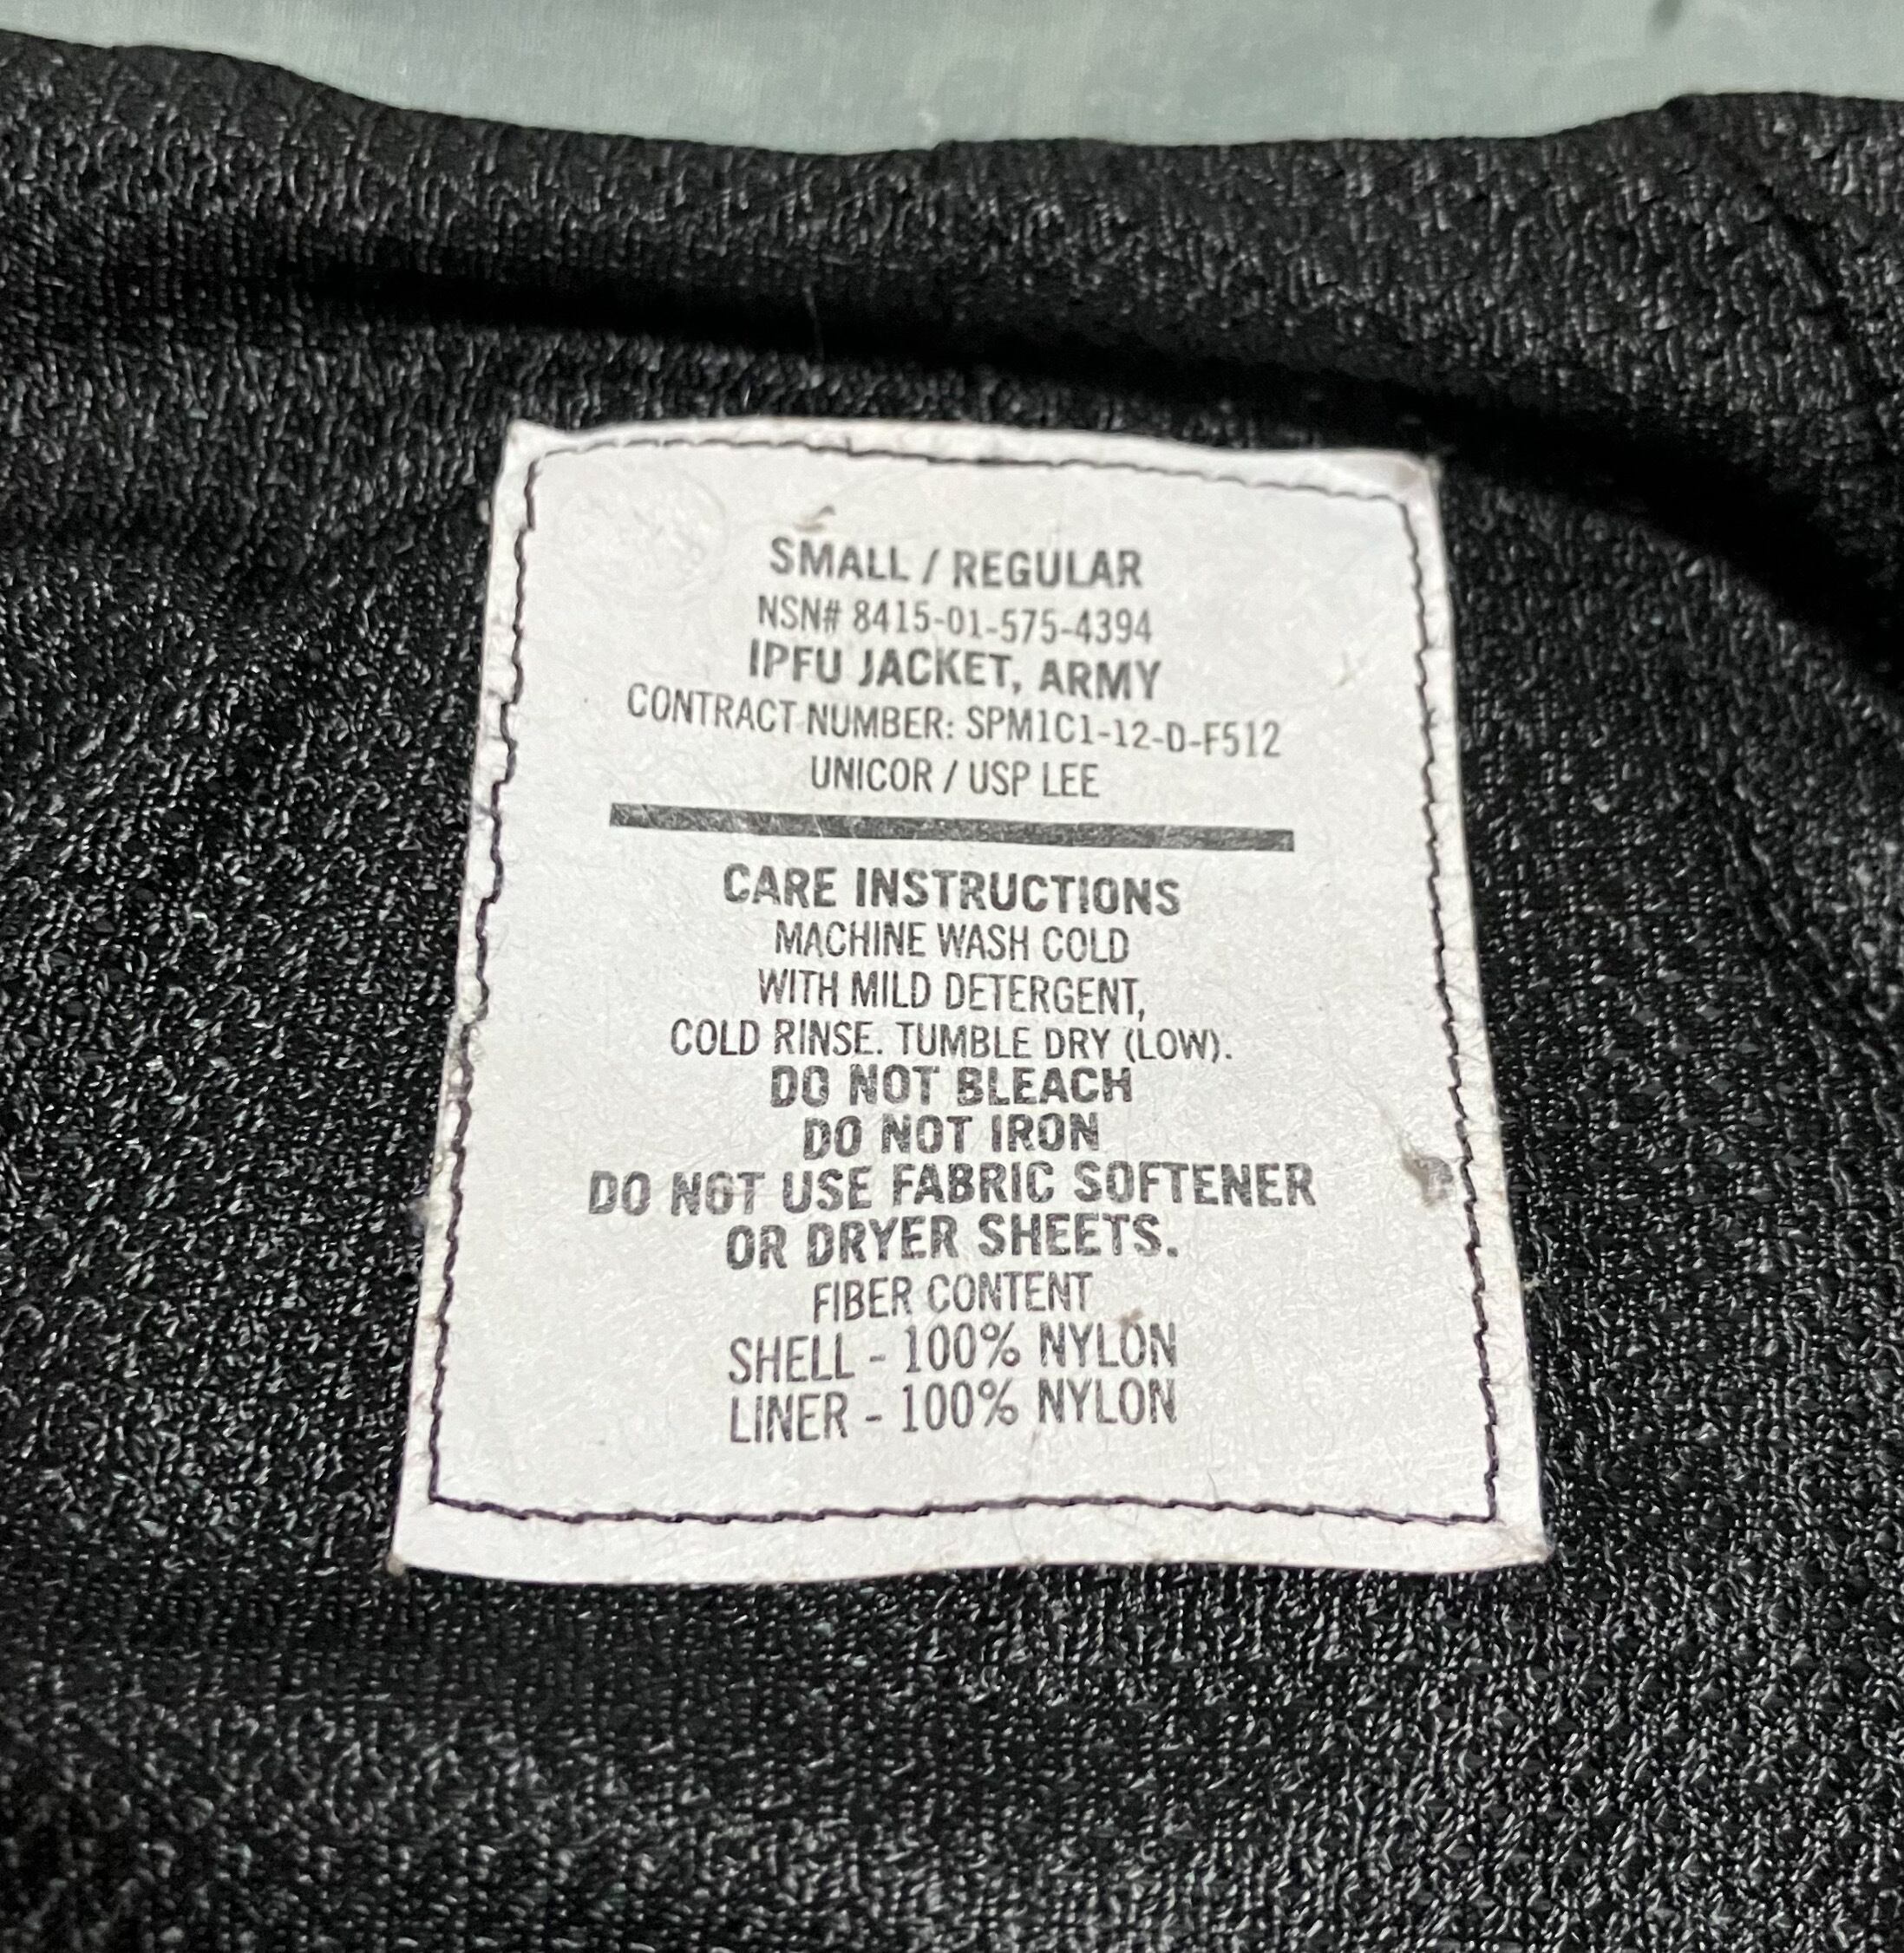 SMALL / REGULAR
NSN# 8415-01-575-4394
IPFU JACKET, ARMY
CONTRACT NUMBER: SPM1C1-12-D-F512
UNICOR / USP LEE
CARE INSTRUCTIONS
MACHINE WASH COLD
WITH MILD DETERGENT,
COLD RINSE. TUMBLE DRY (LOW).
DO NOT BLEACH
DO NOT IRON
DO NOT USE FABRIC SOFTENER
OR DRYER SHEETS.
FIBER CONTENT
SHELL - 100% NYLON
LINER - 100% NYLON